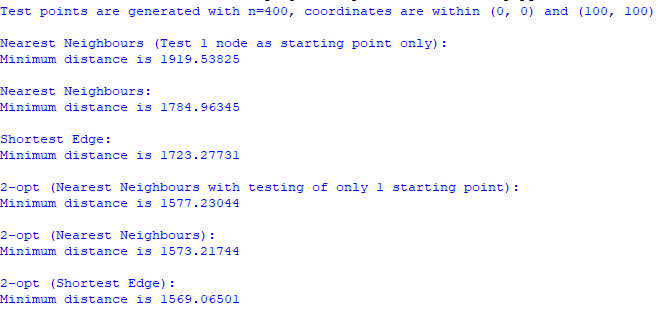 Test points are generated with n=400, coordinates are within (0, 0) and (100, 100)
Nearest Neighbours (Test 1 node as starting point only):
Minimum distance is 1919.53825
Nearest Neighbours:
Minimum distance is 1784.96345
Shortest Edge:
Minimum distance is 1723.27731
2-opt (Nearest Neighbours with testing of only 1 starting point):
Minimum distance is 1577.23044
2-opt (Nearest Neighbours):
Minimum distance is 1573.21744
2-opt (Shortest Edge):
Minimum distance is 1569.06501